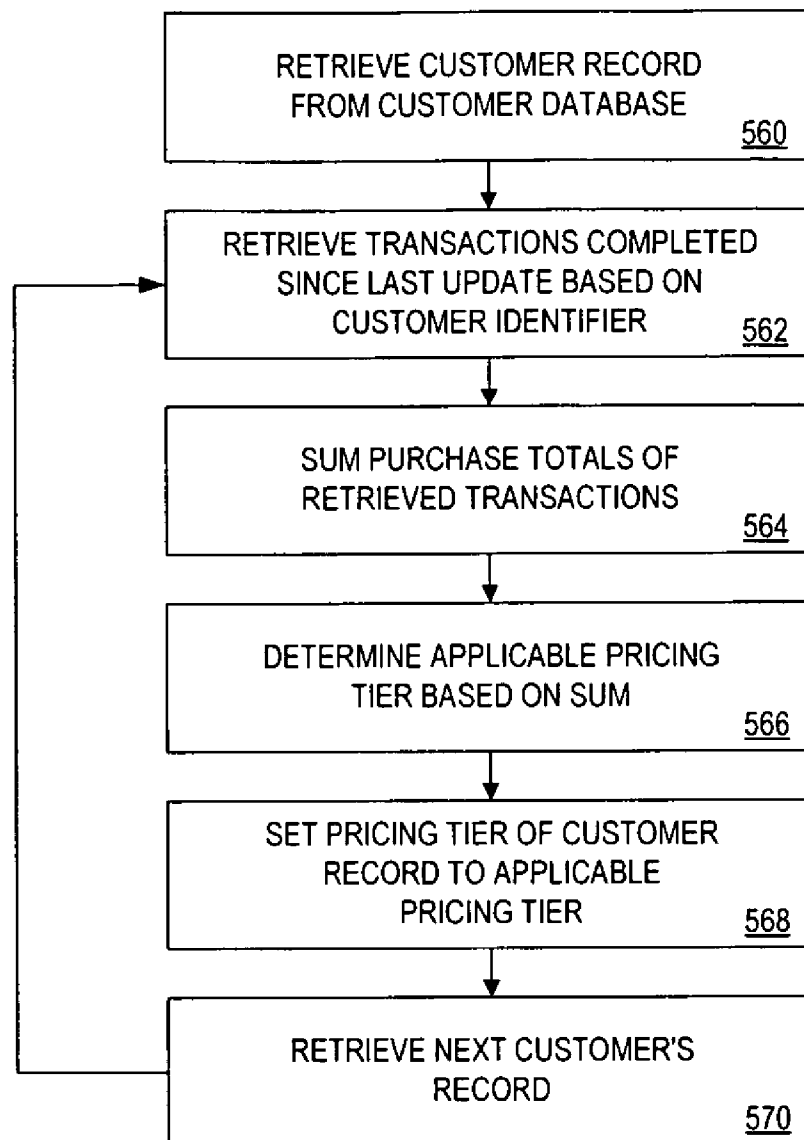 RETRIEVE CUSTOMER RECORD
FROM CUSTOMER DATABASE
560
RETRIEVE TRANSACTIONS COMPLETED
SINCE LAST UPDATE BASED ON
CUSTOMER IDENTIFIER
562
SUM PURCHASE TOTALS OF
RETRIEVED TRANSACTIONS
564
DETERMINE APPLICABLE PRICING
TIER BASED ON SUM
566
SET PRICING TIER OF CUSTOMER
RECORD TO APPLICABLE
PRICING TIER
568
RETRIEVE NEXT CUSTOMER'S
RECORD
570